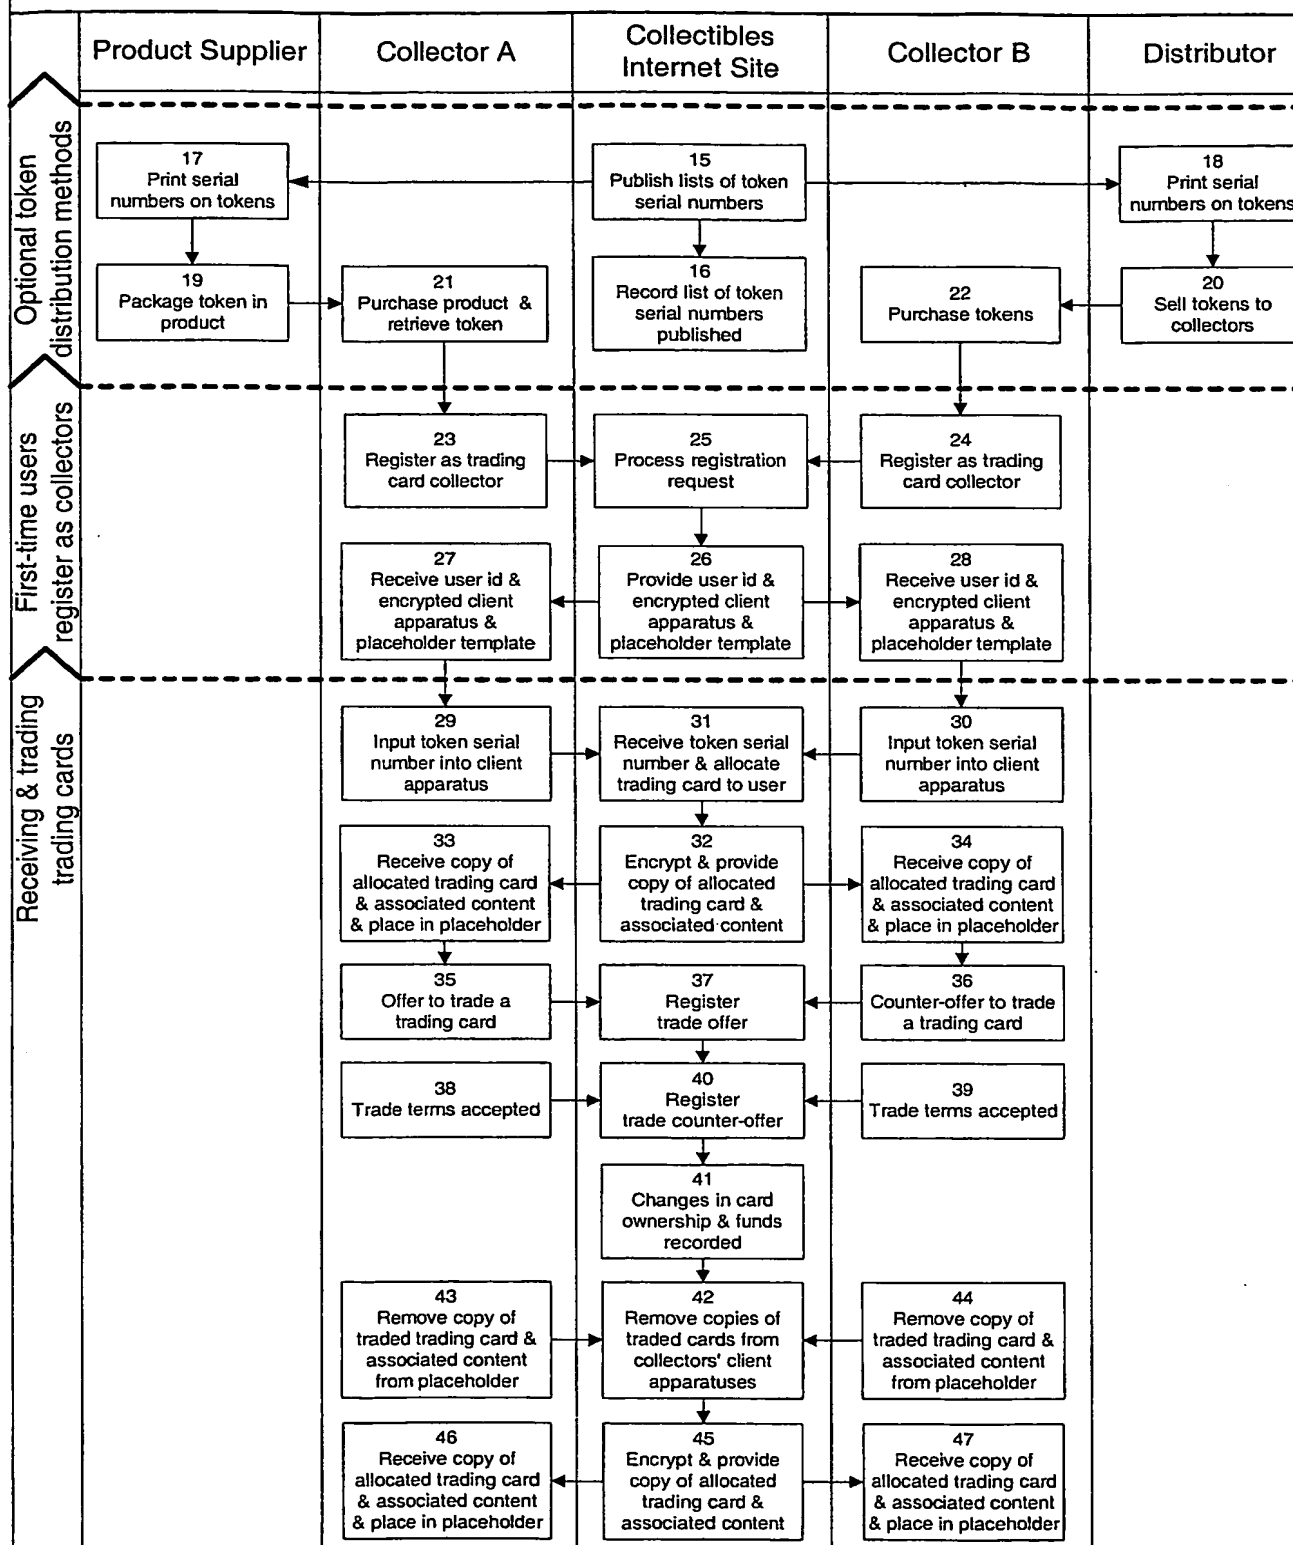 Product Supplier
Collector A
Collectibles
Internet Site
Collector B
Distributor
Optional token
distribution methods
17
Print serial
numbers on tokens
15
Publish lists of token
serial numbers
18
Print serial
numbers on tokens
19
Package token in
product
21
Purchase product &
retrieve token
16
Record list of token
serial numbers
published
22
Purchase tokens
20
Sell tokens to
collectors
First-time users
register as collectors
23
Register as trading
card collector
25
Process registration
request
24
Register as trading
card collector
27
Receive user id &
encrypted client
apparatus &
placeholder template
26
Provide user id &
encrypted client
apparatus &
placeholder template
28
Receive user id &
encrypted client
apparatus &
placeholder template
Receiving & trading
trading cards
29
Input token serial
number into client
apparatus
31
Receive token serial
number & allocate
trading card to user
30
Input token serial
number into client
apparatus
33
Receive copy of
allocated trading card
& associated content
& place in placeholder
32
Encrypt & provide
copy of allocated
trading card &
associated content
34
Receive copy of
allocated trading card
& associated content
& place in placeholder
35
Offer to trade a
trading card
37
Register
trade offer
36
Counter-offer to trade
a trading card
38
Trade terms accepted
40
Register
trade counter-offer
39
Trade terms accepted
41
Changes in card
ownership & funds
recorded
43
Remove copy of
traded trading card &
associated content
from placeholder
42
Remove copies of
traded cards from
collectors' client
apparatuses
44
Remove copy of
traded trading card &
associated content
from placeholder
46
Receive copy of
allocated trading card
& associated content
& place in placeholder
45
Encrypt & provide
copy of allocated
trading card &
associated content
47
Receive copy of
allocated trading card
& associated content
& place in placeholder